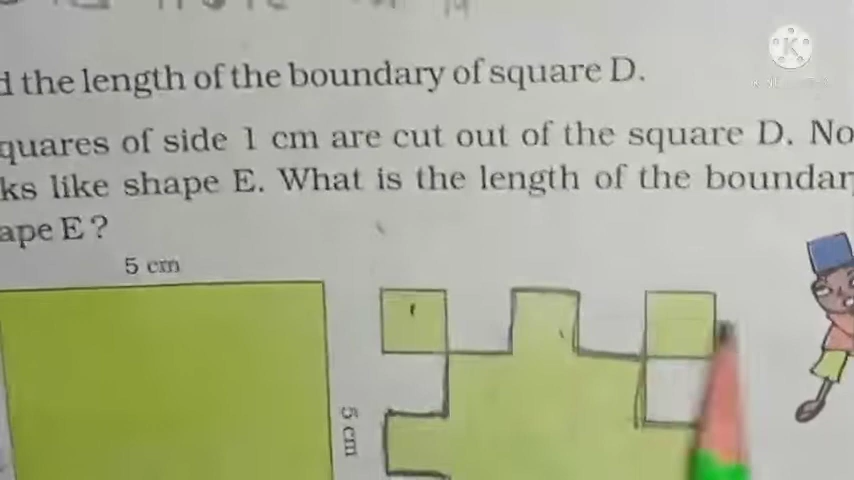 the length of the boundary of square D.
quares of side 1 cm are cut out of the square D. No
ks like shape E. What is the length of the boundar
ape E ?
5 cm
5 cm
K